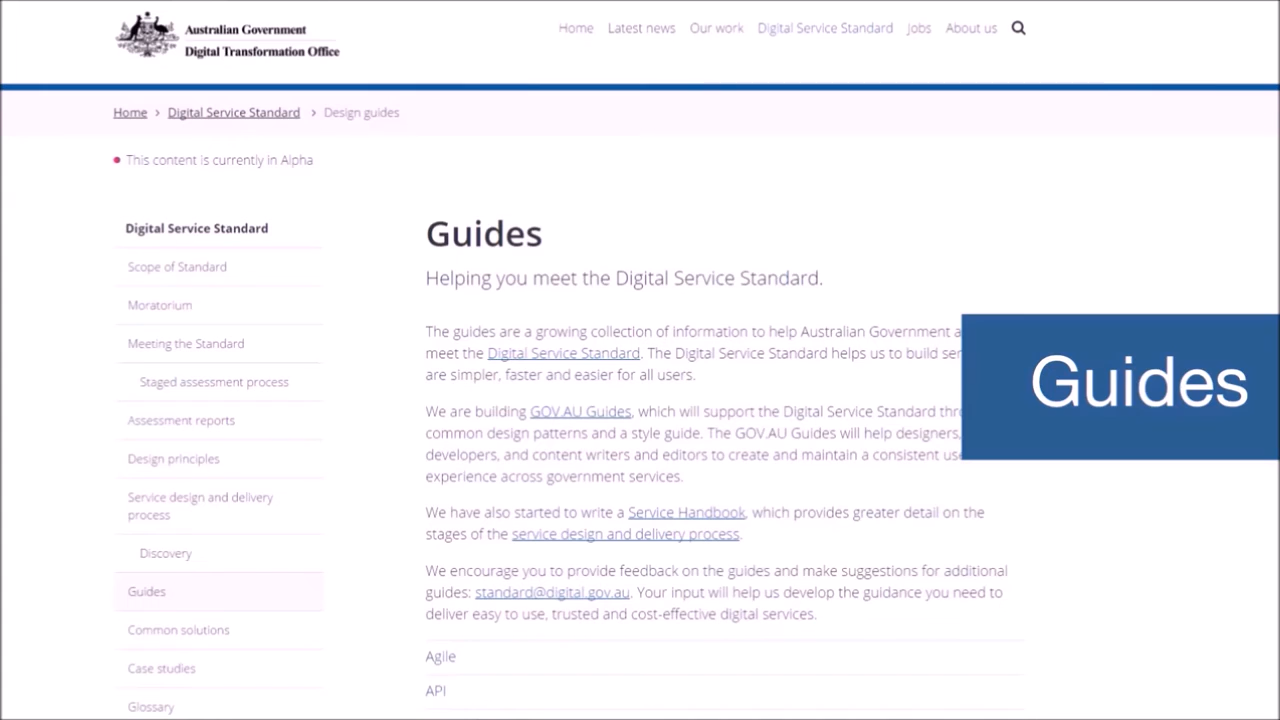 Australian Government
Digital Transformation Office
Home Latest news Our work Digital Service Standard Jobs About us
Home > Digital Service Standard > Design guides
This content is currently in Alpha
Digital Service Standard
Scope of Standard
Moratorium
Meeting the Standard
Staged assessment process
Assessment reports
Design principles
Service design and delivery
process
Discovery
Guides
Common solutions
Case studies
Glossary
Guides
Helping you meet the Digital Service Standard.
The guides are a growing collection of information to help Australian Government
meet the Digital Service Standard. The Digital Service Standard helps us to build
are simpler, faster and easier for all users.
We are building GOV.AU Guides, which will support the Digital Service Standard
common design patterns and a style guide. The GOV.AU Guides will help designers,
developers, and content writers and editors to create and maintain a consistent
experience across government services.
We have also started to write a Service Handbook, which provides greater detail on the
stages of the service design and delivery process.
We encourage you to provide feedback on the guides and make suggestions for additional
guides: standard@digital.gov.au. Your input will help us develop the guidance you need to
deliver easy to use, trusted and cost-effective digital services.
Agile
API
Guides